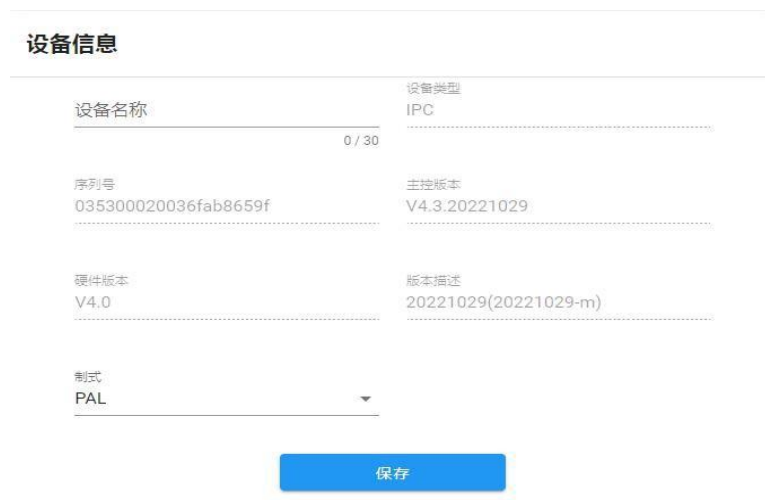 设备信息
设备名称
0 / 30
设备类型
IPC
序列号
035300020036fab8659f
主控版本
V4.3.20221029
硬件版本
V4.0
版本描述
20221029(20221029-m)
制式
PAL
保存